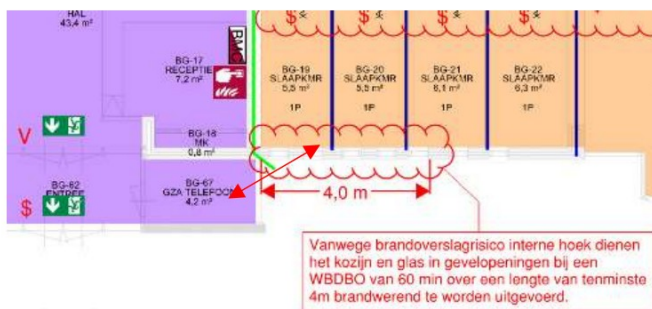 HAL
43,4 m²
BG-17
RECEPTIE
7,2 m²
BMC
BG-18
MK
0,8 m²
BG-67
GZA TELEFOON
4,2 m²
BG-62
ENTREE
V
$
$
$
$
BG-19
SLAAPKMR
5,5 m²
1P
BG-20
SLAAPKMR
5,5 m²
1P
BG-21
SLAAPKMR
6,1 m²
1P
BG-22
SLAAPKMR
6,3 m²
1P
4,0 m
Vanwege brandoverslagrisico interne hoek dienen
het kozijn en glas in gevelopeningen bij een
WBDBO van 60 min over een lengte van tenminste
4m brandwerend te worden uitgevoerd.